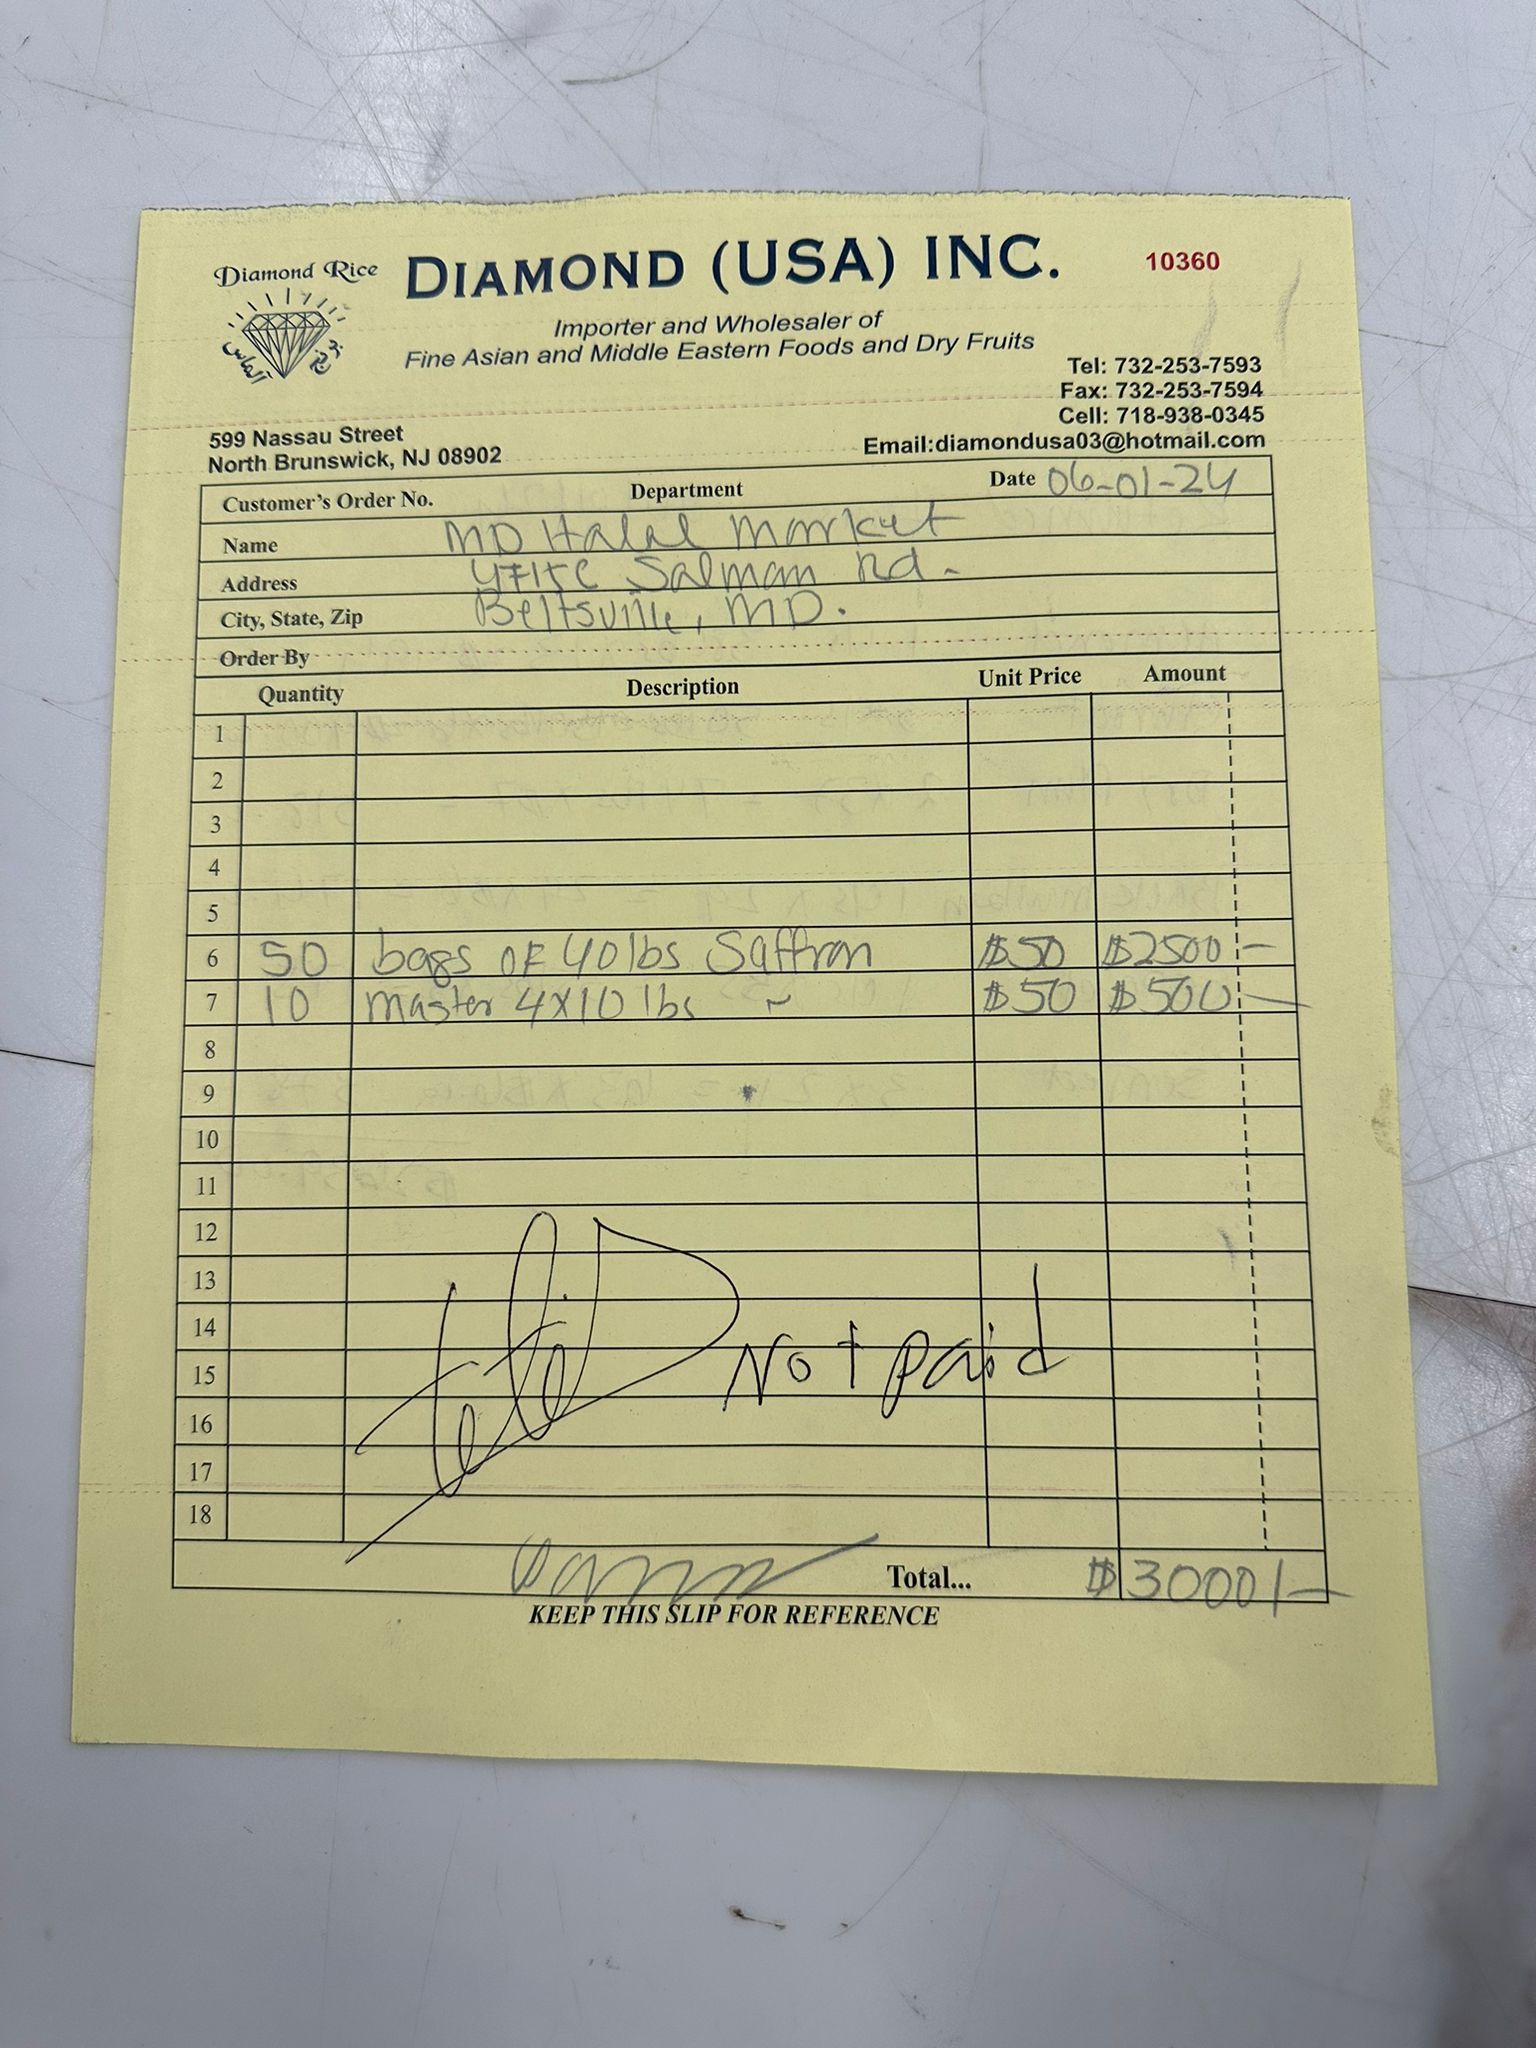 Diamond Rice
DIAMOND (USA) INC.
10360
Importer and Wholesaler of
Fine Asian and Middle Eastern Foods and Dry Fruits
Tel: 732-253-7593
Fax: 732-253-7594
Cell: 718-938-0345
Email:diamondusa03@hotmail.com
599 Nassau Street
North Brunswick, NJ 08902
Customer's Order No. Department Date 06-01-24
Name MD Halal Market
Address Salman Rd.
City, State, Zip Beltsville, MD.
Order By
Quantity Description Unit Price Amount
1
2
3
4
5
6 50 bags OF 40 lbs Saffron $50 $2500-
7 10 Master 4X10 lbs ~ $50 $500-
8
9
10
11
12
13
14
15 Not paid
16
17
18
Total... $3000/-
KEEP THIS SLIP FOR REFERENCE